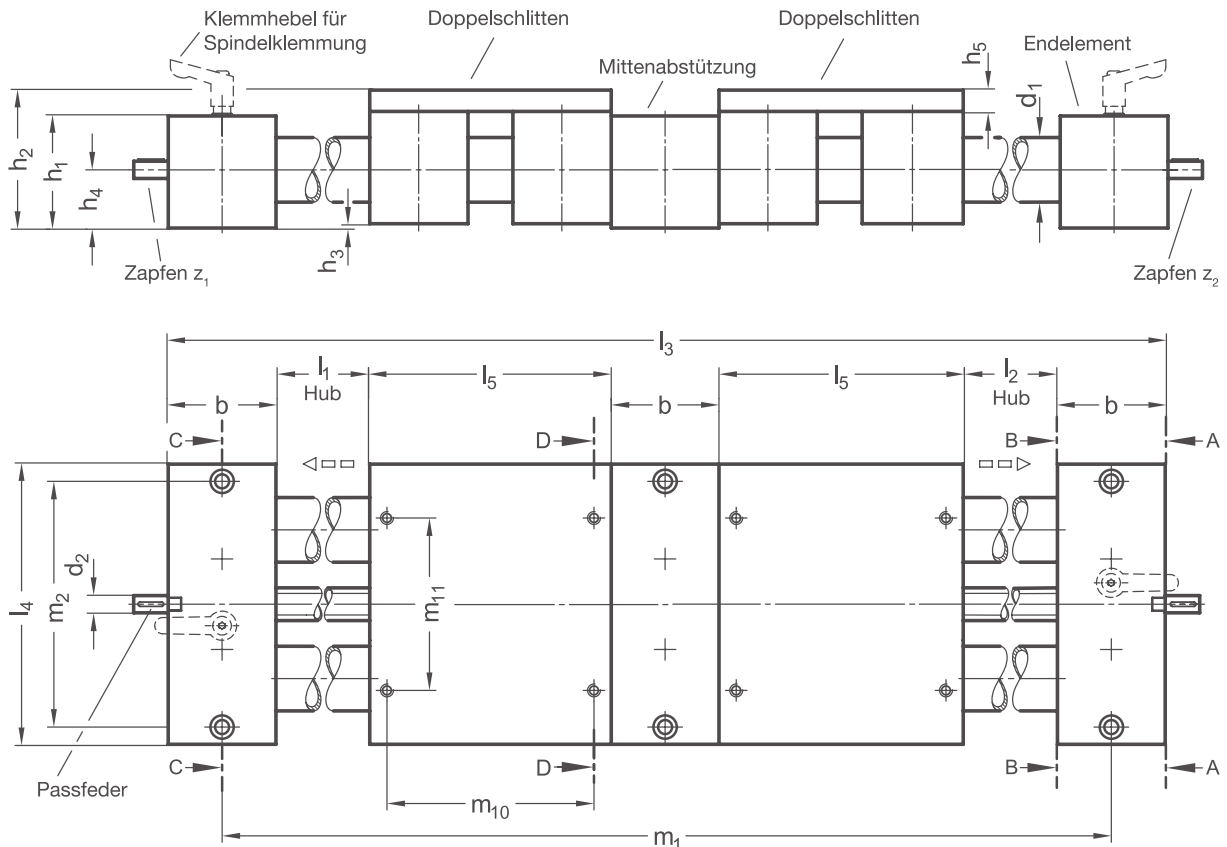 Klemmhebel für
Spindelklemmung
Doppelschlitten
Doppelschlitten
Mittenabstützung
Endelement
h5
d1
h2
h1
h4
h3
Zapfen z1
Zapfen z2
l3
l1
Hub
l5
l5
l2
Hub
b
b
b
C
D
B
A
l4
m2
d2
m11
C
D
B
A
Passfeder
m10
m1